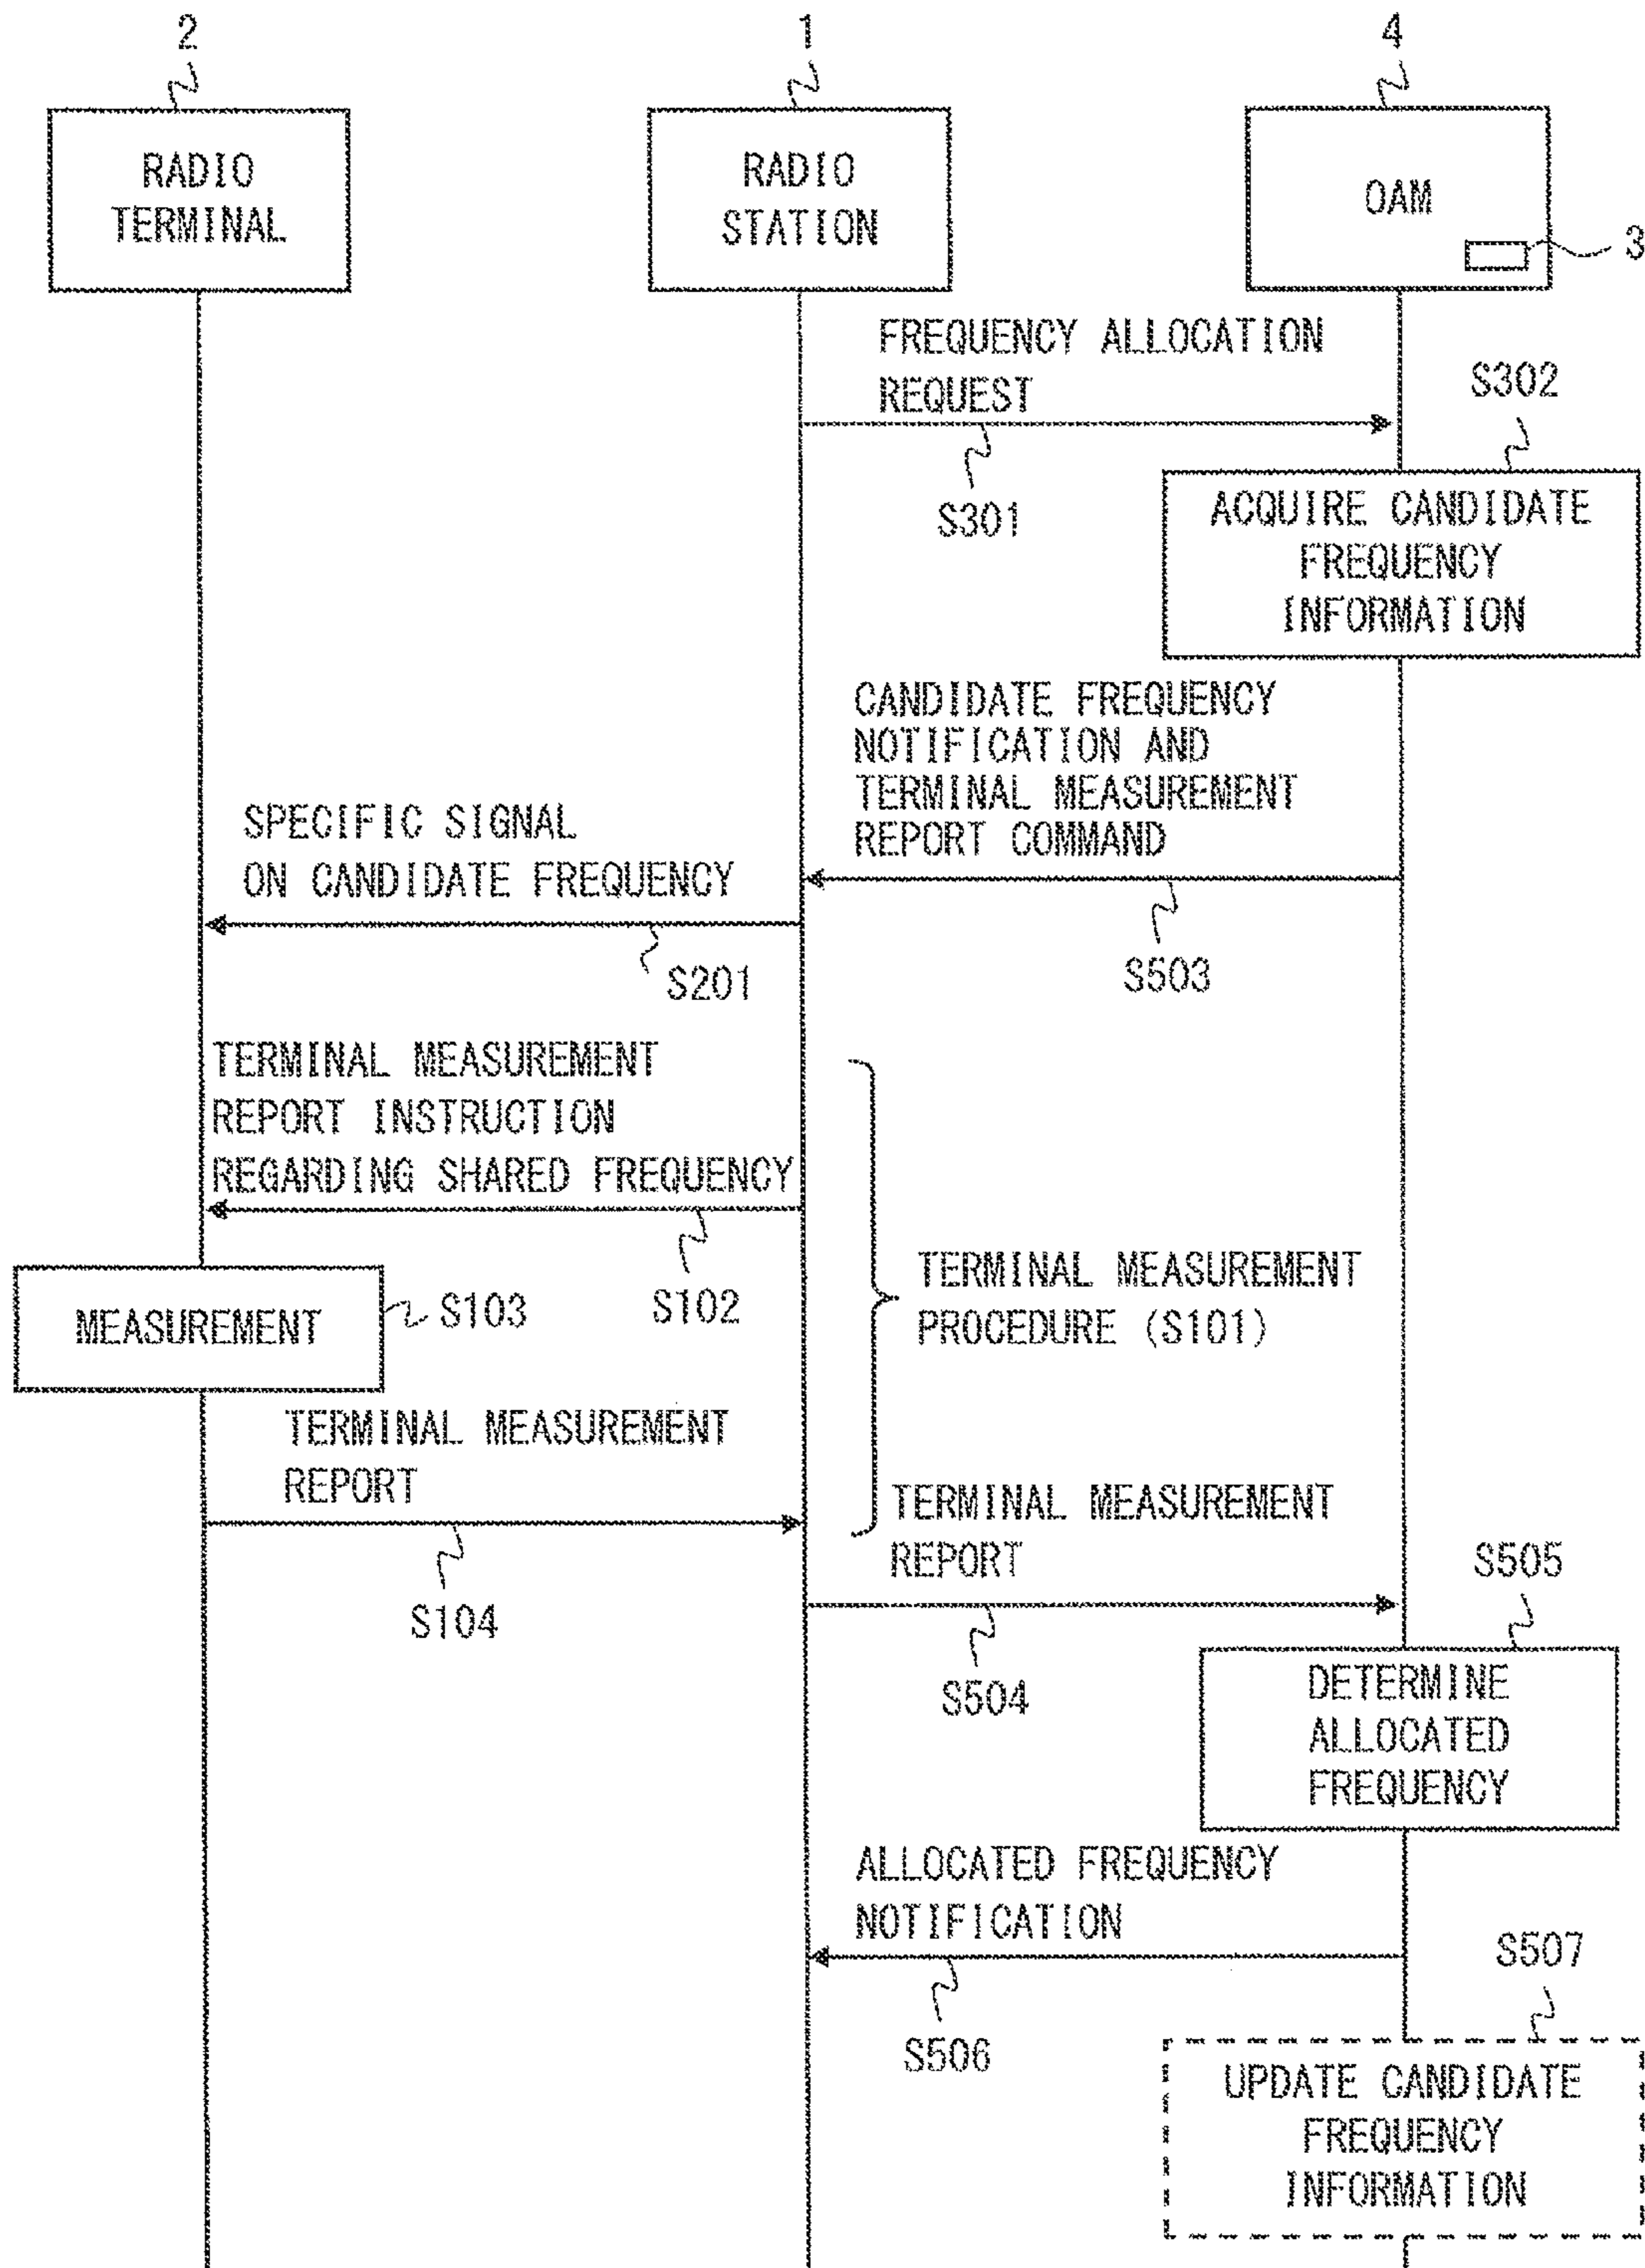 2
1
4
RADIO
TERMINAL
RADIO
STATION
OAM
3
FREQUENCY ALLOCATION
REQUEST
S301
S302
ACQUIRE CANDIDATE
FREQUENCY
INFORMATION
CANDIDATE FREQUENCY
NOTIFICATION AND
TERMINAL MEASUREMENT
REPORT COMMAND
S503
SPECIFIC SIGNAL
ON CANDIDATE FREQUENCY
S201
TERMINAL MEASUREMENT
REPORT INSTRUCTION
REGARDING SHARED FREQUENCY
S102
MEASUREMENT
S103
TERMINAL MEASUREMENT
PROCEDURE (S101)
TERMINAL MEASUREMENT
REPORT
S104
TERMINAL MEASUREMENT
REPORT
S504
S505
DETERMINE
ALLOCATED
FREQUENCY
ALLOCATED FREQUENCY
NOTIFICATION
S506
S507
UPDATE CANDIDATE
FREQUENCY
INFORMATION